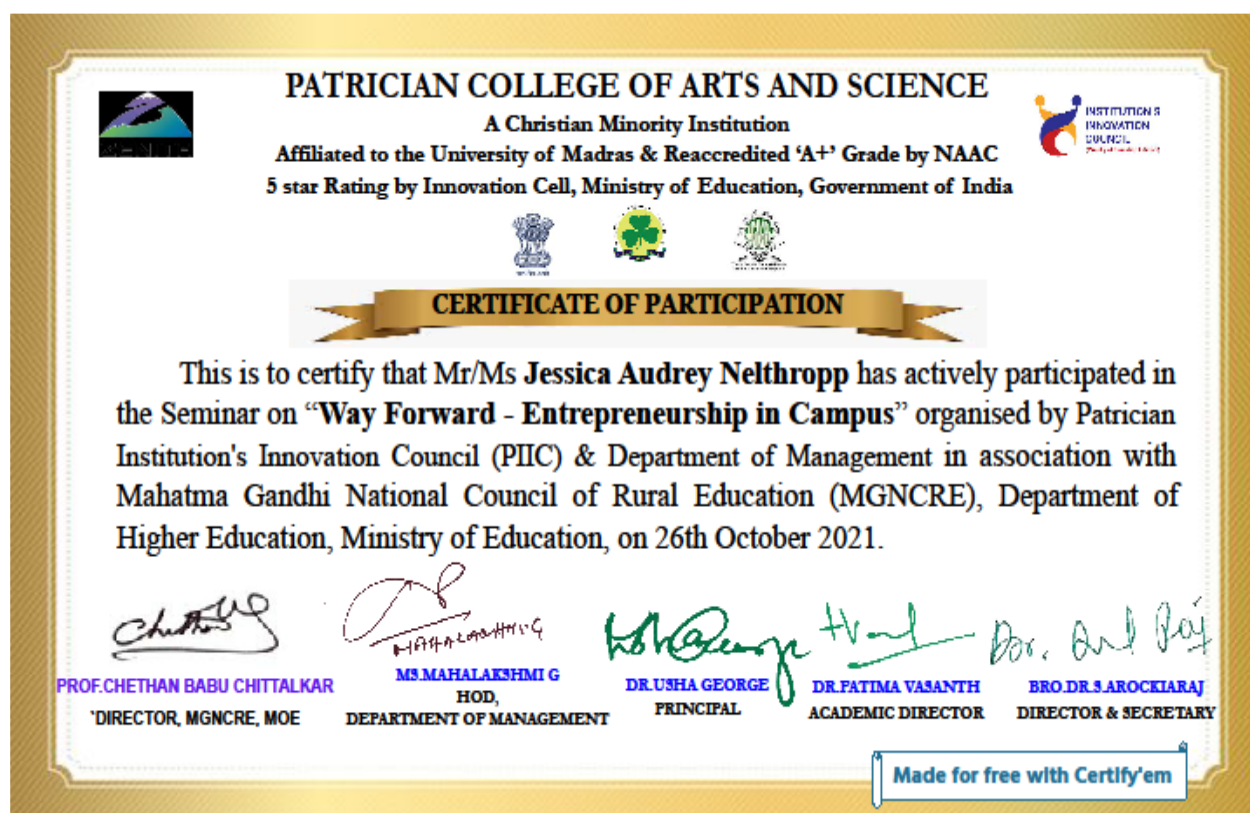 PATRICIAN COLLEGE OF ARTS AND SCIENCE
A Christian Minority Institution
Affiliated to the University of Madras & Reaccredited ‘A+’ Grade by NAAC
5 star Rating by Innovation Cell, Ministry of Education, Government of India
ZENITH
INSTITUTION'S
INNOVATION
COUNCIL
CERTIFICATE OF PARTICIPATION
This is to certify that Mr/Ms Jessica Audrey Nelthropp has actively participated in
the Seminar on “Way Forward - Entrepreneurship in Campus” organised by Patrician
Institution's Innovation Council (PIIC) & Department of Management in association with
Mahatma Gandhi National Council of Rural Education (MGNCRE), Department of
Higher Education, Ministry of Education, on 26th October 2021.
MAHALAKSHMI.G
PROF.CHETHAN BABU CHITTALKAR
`DIRECTOR, MGNCRE, MOE
MS.MAHALAKSHMI G
HOD,
DEPARTMENT OF MANAGEMENT
DR.USHA GEORGE
PRINCIPAL
DR.FATIMA VASANTH
ACADEMIC DIRECTOR
BRO.DR.S.AROCKIARAJ
DIRECTOR & SECRETARY
Made for free with Certify'em